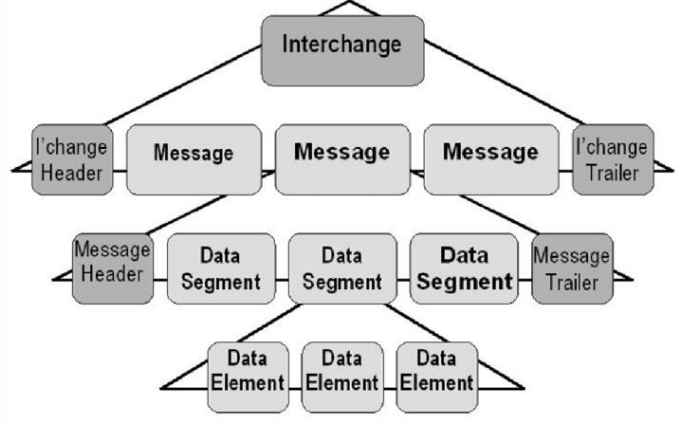 Interchange
I'change
Header
Message
Message
Message
I'change
Trailer
Message
Header
Data
Segment
Data
Segment
Data
Segment
Message
Trailer
Data
Element
Data
Element
Data
Element